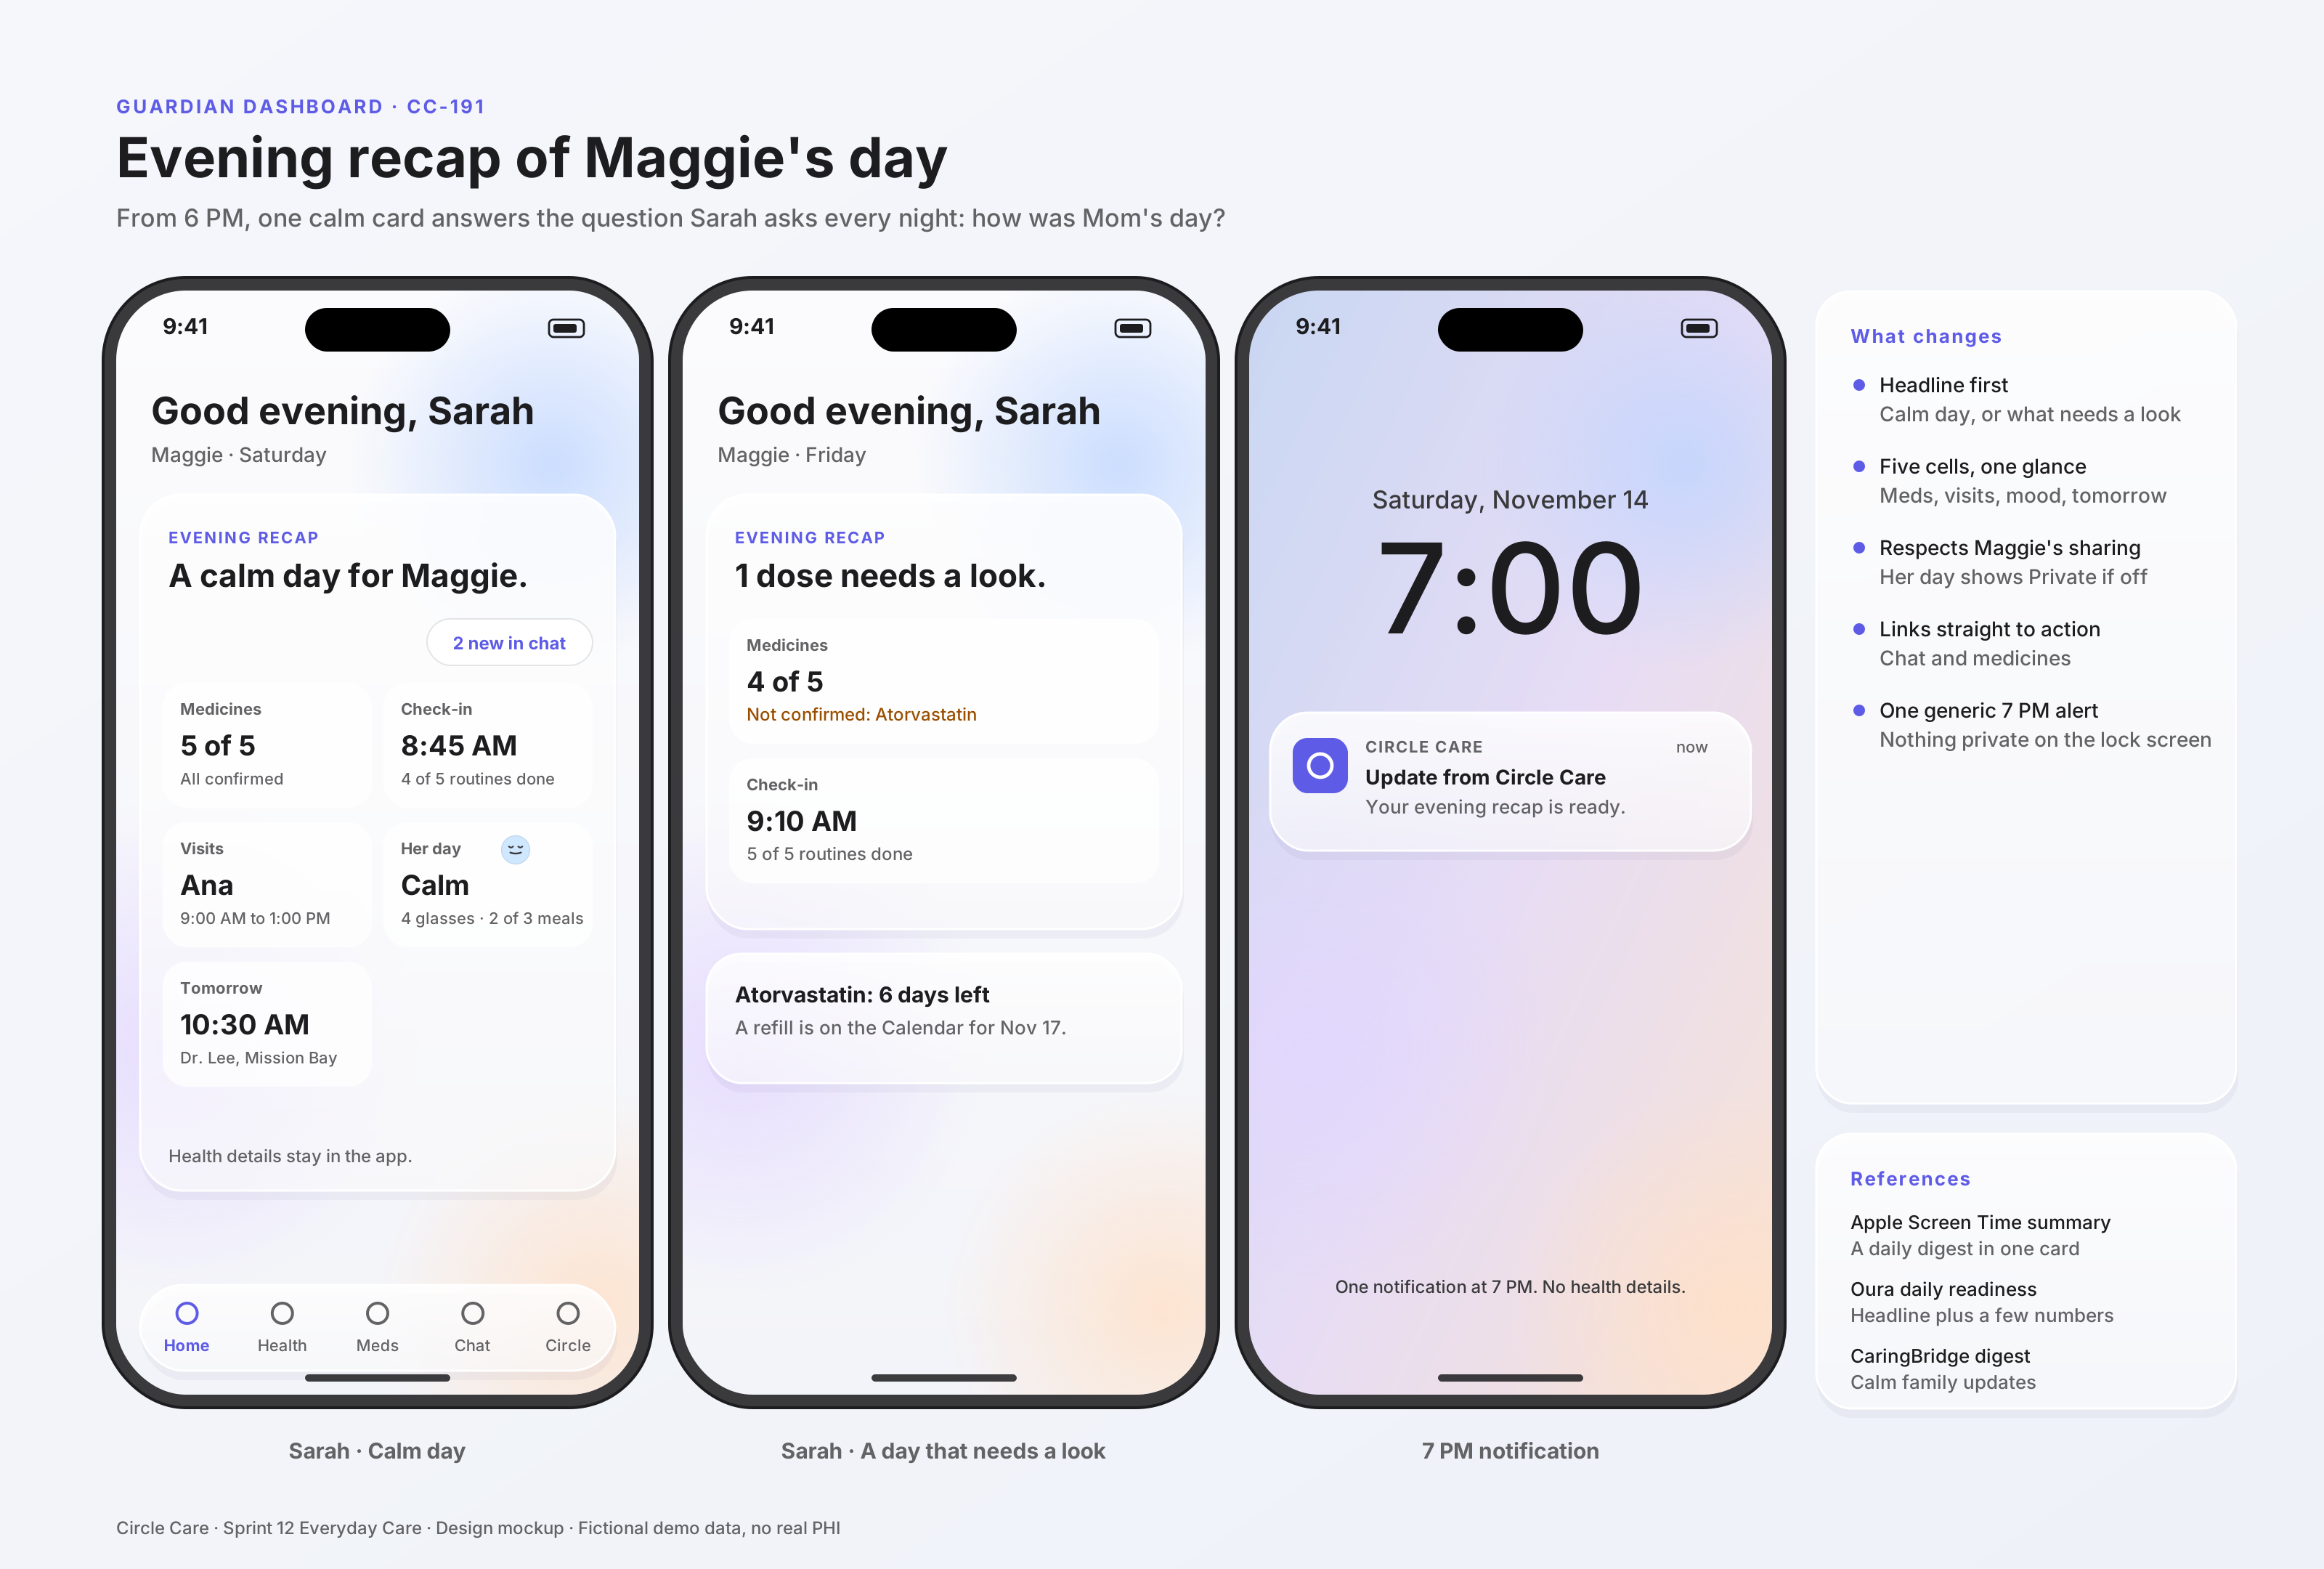 GUARDIAN DASHBOARD · CC-191
Evening recap of Maggie's day
From 6 PM, one calm card answers the question Sarah asks every night: how was Mom's day?
9:41
Good evening, Sarah
Maggie · Saturday
EVENING RECAP
A calm day for Maggie.
2 new in chat
Medicines
5 of 5
All confirmed
Check-in
8:45 AM
4 of 5 routines done
Visits
Ana
9:00 AM to 1:00 PM
Her day
Calm
4 glasses · 2 of 3 meals
Tomorrow
10:30 AM
Dr. Lee, Mission Bay
Health details stay in the app.
Home
Health
Meds
Chat
Circle
Sarah · Calm day
9:41
Good evening, Sarah
Maggie · Friday
EVENING RECAP
1 dose needs a look.
Medicines
4 of 5
Not confirmed: Atorvastatin
Check-in
9:10 AM
5 of 5 routines done
Atorvastatin: 6 days left
A refill is on the Calendar for Nov 17.
Sarah · A day that needs a look
9:41
Saturday, November 14
7:00
CIRCLE CARE
now
Update from Circle Care
Your evening recap is ready.
One notification at 7 PM. No health details.
7 PM notification
What changes
Headline first
Calm day, or what needs a look
Five cells, one glance
Meds, visits, mood, tomorrow
Respects Maggie's sharing
Her day shows Private if off
Links straight to action
Chat and medicines
One generic 7 PM alert
Nothing private on the lock screen
References
Apple Screen Time summary
A daily digest in one card
Oura daily readiness
Headline plus a few numbers
CaringBridge digest
Calm family updates
Circle Care · Sprint 12 Everyday Care · Design mockup · Fictional demo data, no real PHI